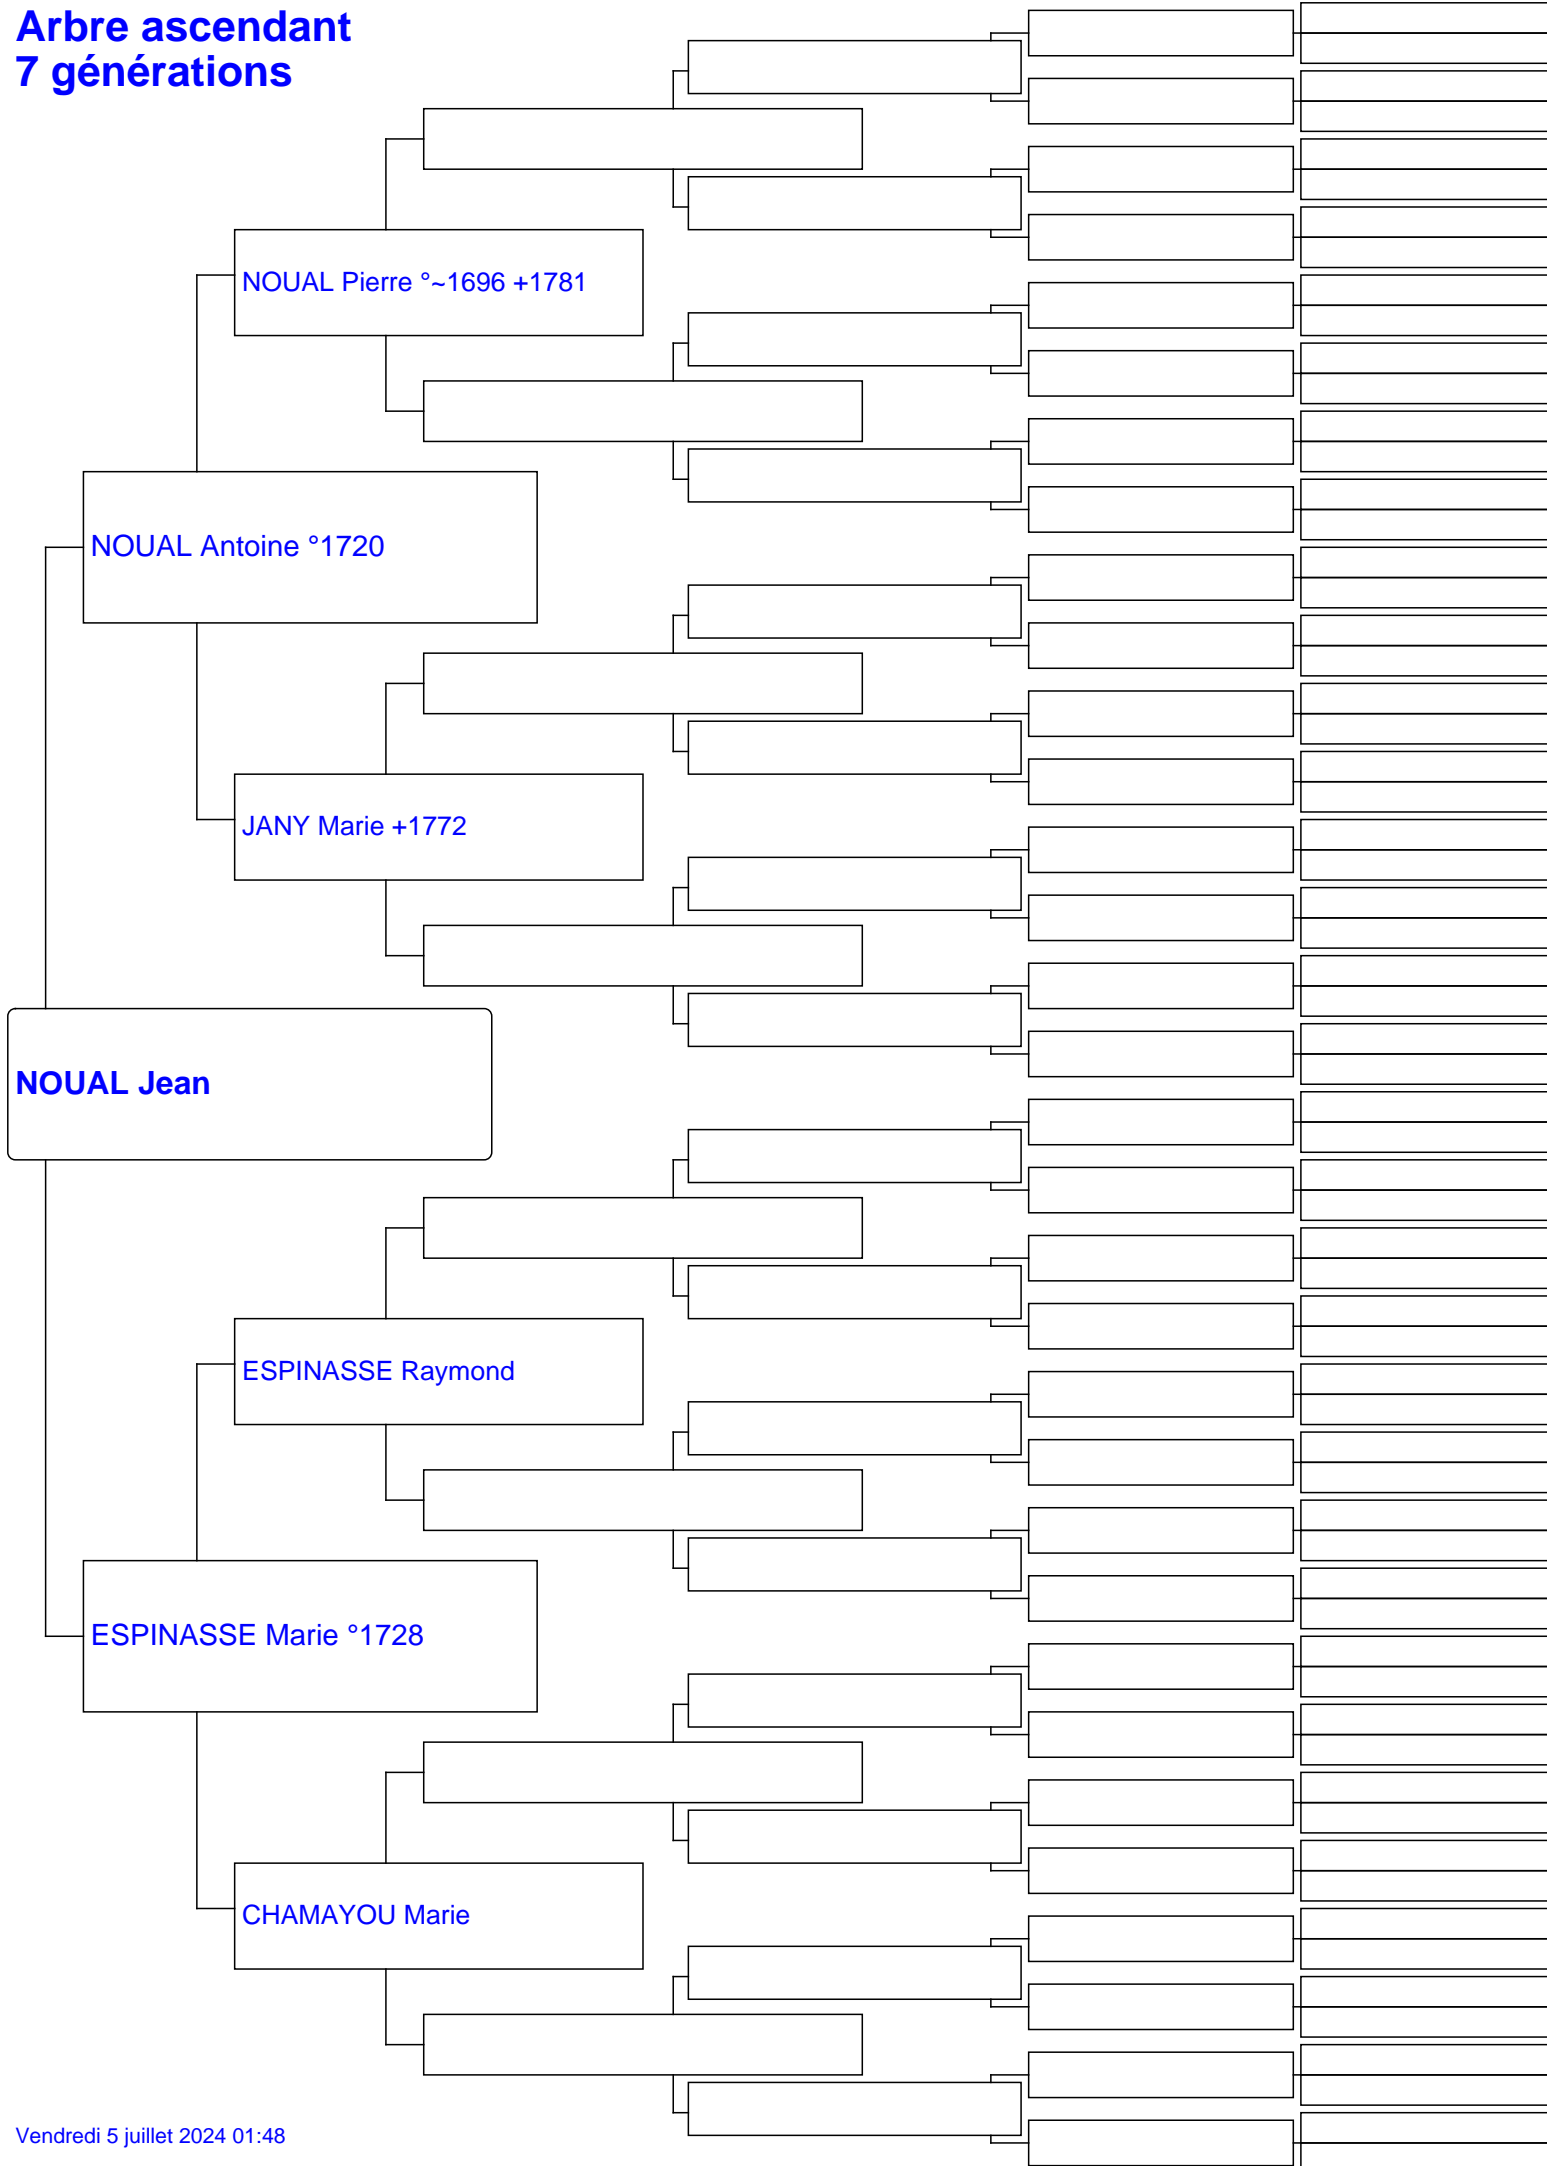 Arbre ascendant
7 générations
NOUAL Pierre °~1696 +1781
NOUAL Antoine °1720
JANY Marie +1772
NOUAL Jean
ESPINASSE Raymond
ESPINASSE Marie °1728
CHAMAYOU Marie
Vendredi 5 juillet 2024 01:48